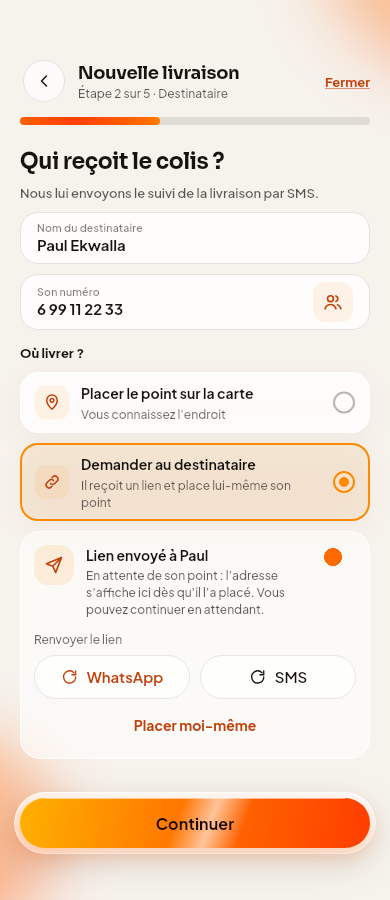 Nouvelle livraison
Étape 2 sur 5 · Destinataire
Fermer
Qui reçoit le colis ?
Nous lui envoyons le suivi de la livraison par SMS.
Nom du destinataire
Paul Ekwalla
Son numéro
6 99 11 22 33
Où livrer ?
Placer le point sur la carte
Vous connaissez l'endroit
Demander au destinataire
Il reçoit un lien et place lui-même son
point
Lien envoyé à Paul
En attente de son point : l'adresse
s'affiche ici dès qu'il l'a placé. Vous
pouvez continuer en attendant.
Renvoyer le lien
WhatsApp
SMS
Placer moi-même
Continuer